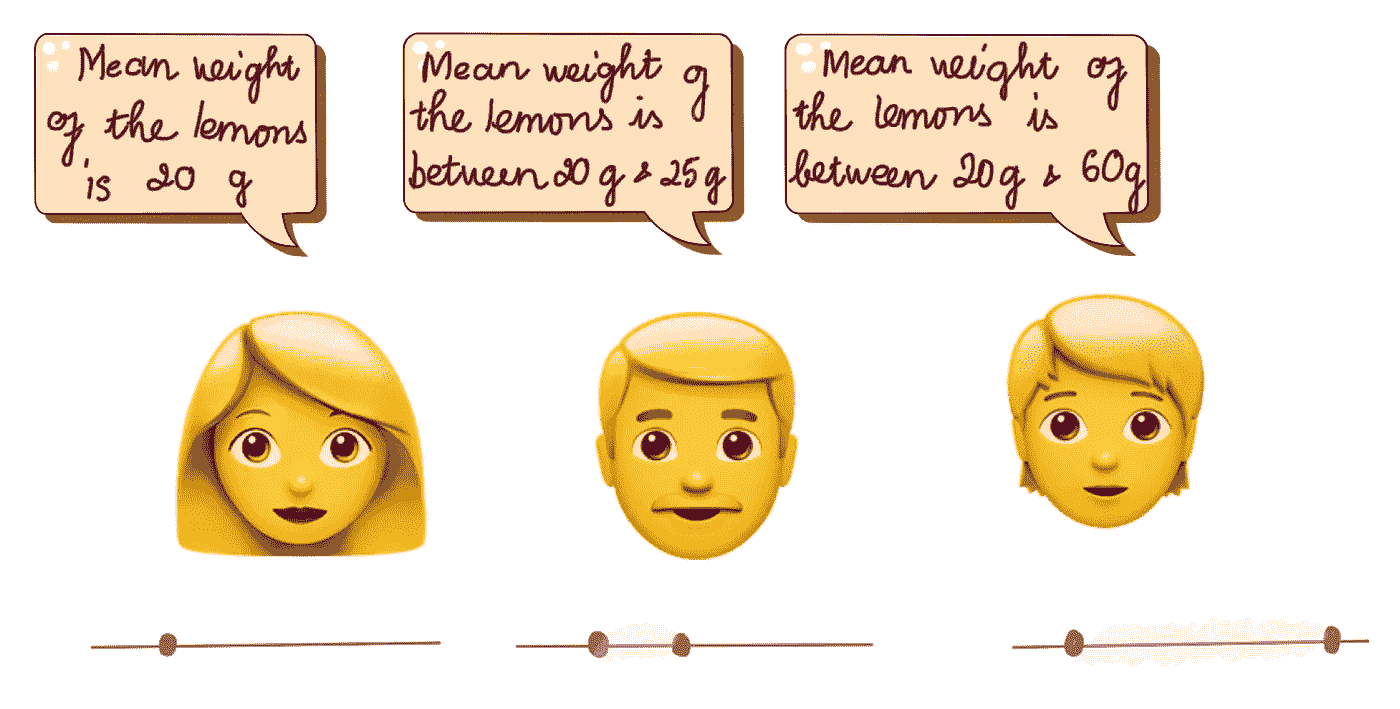 Mean weight
of the lemons
is 20 g
Mean weight of
the lemons is
between 20 g & 25 g
Mean weight of
the lemons is
between 20 g & 60g